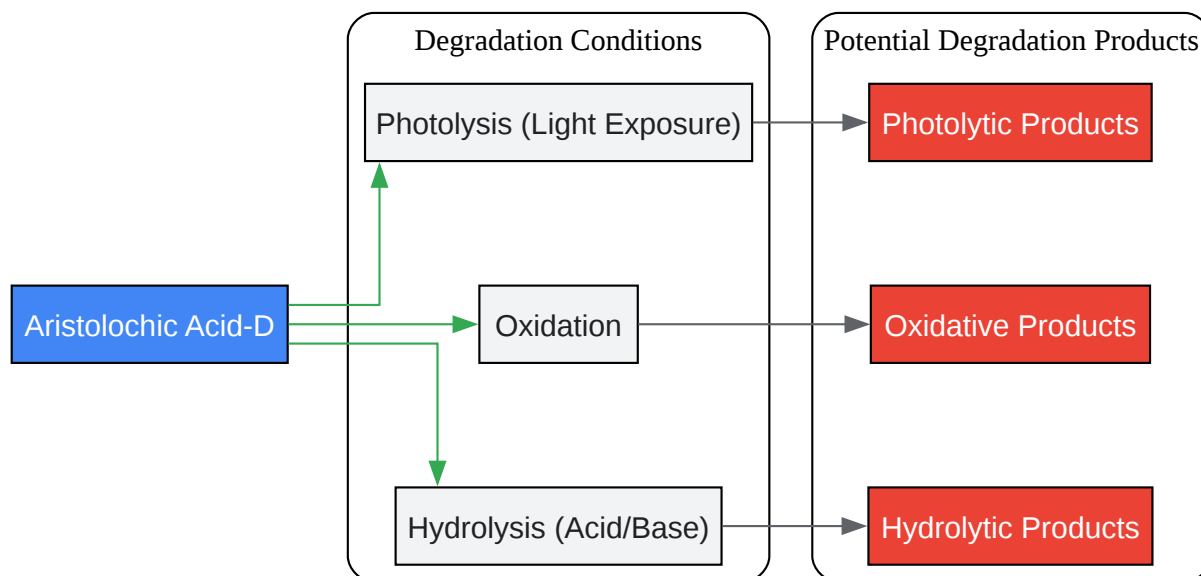 Degradation Conditions
Potential Degradation Products
Photolysis (Light Exposure)
Photolytic Products
Aristolochic Acid-D
Oxidation
Oxidative Products
Hydrolysis (Acid/Base)
Hydrolytic Products